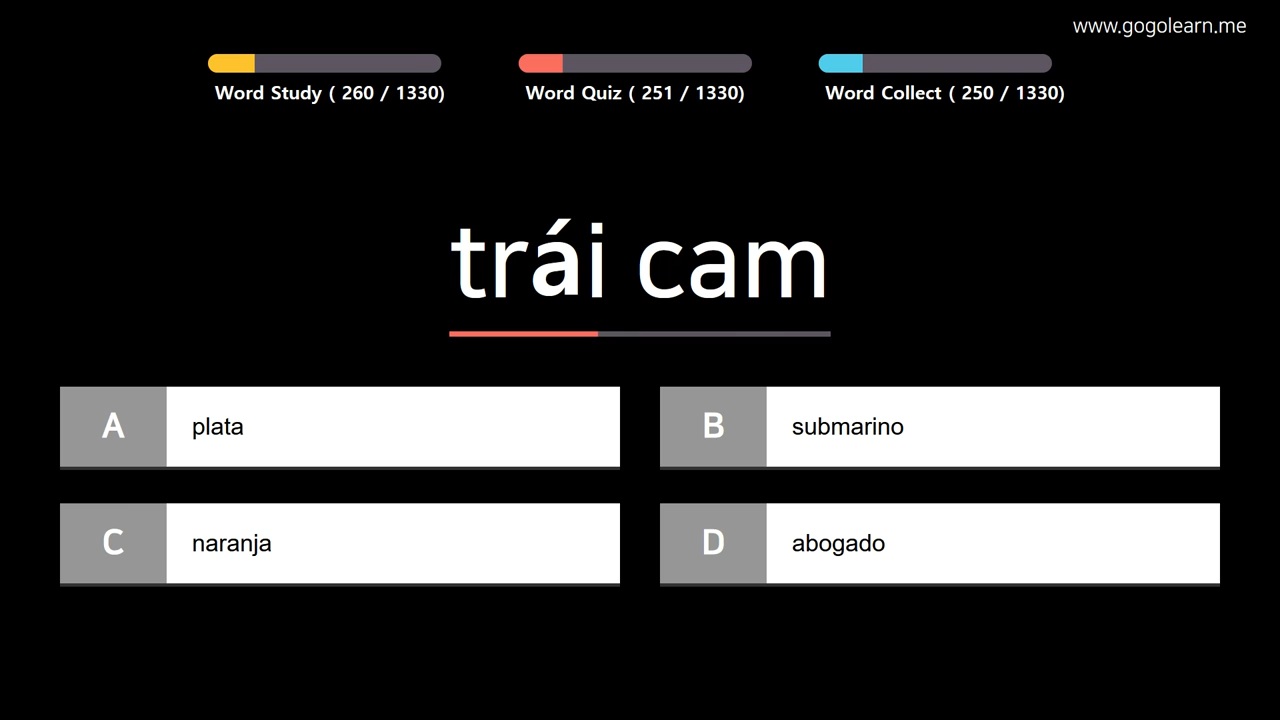 www.gogolearn.me
Word Study ( 260 / 1330)
Word Quiz ( 251 / 1330)
Word Collect ( 250 / 1330)
trái cam
A plata
B submarino
C naranja
D abogado